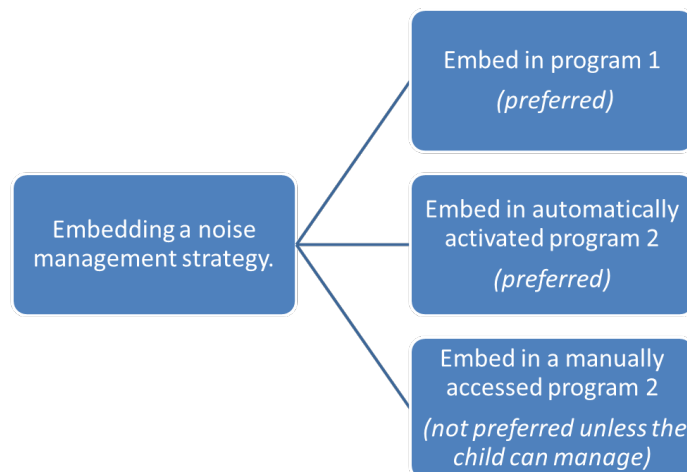 Embedding a noise
management strategy.
Embed in program 1
(preferred)
Embed in automatically
activated program 2
(preferred)
Embed in a manually
accessed program 2
(not preferred unless the
child can manage)